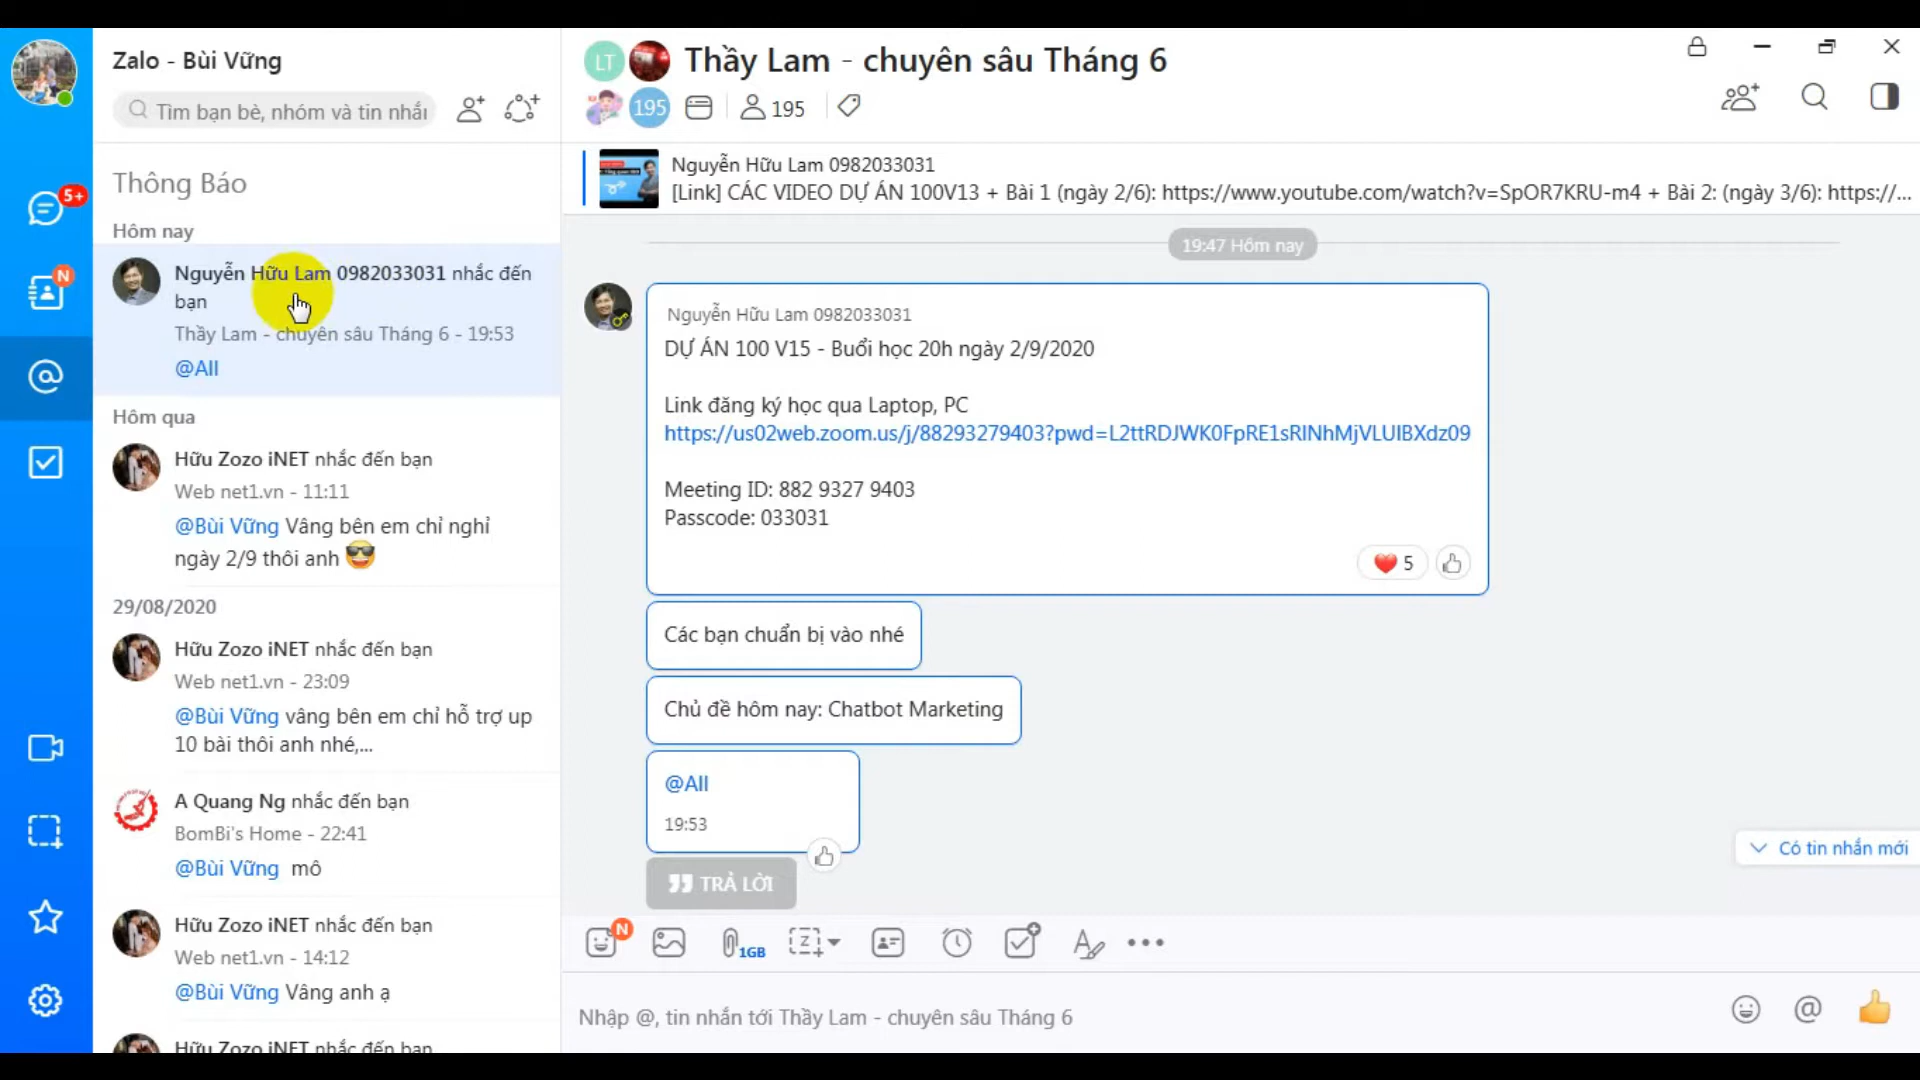 Zalo - Bùi Vững
Tìm bạn bè, nhóm và tin nhắn
Thông Báo
Hôm nay
Nguyễn Hữu Lam 0982033031 nhắc đến
bạn
Thầy Lam - chuyên sâu Tháng 6 - 19:53
@All
Hôm qua
Hữu Zozo iNET nhắc đến bạn
Web net1.vn - 11:11
@Bùi Vững Vâng bên em chỉ nghỉ
ngày 2/9 thôi anh 😎
29/08/2020
Hữu Zozo iNET nhắc đến bạn
Web net1.vn - 23:09
@Bùi Vững vâng bên em chỉ hỗ trợ up
10 bài thôi anh nhé,...
A Quang Ng nhắc đến bạn
BomBi's Home - 22:41
@Bùi Vững mô
Hữu Zozo iNET nhắc đến bạn
Web net1.vn - 14:12
@Bùi Vững Vâng anh ạ
Hữu Zozo iNET nhắc đến bạn
5+
N
LT
Thầy Lam - chuyên sâu Tháng 6
195
195
Nguyễn Hữu Lam 0982033031
[Link] CÁC VIDEO DỰ ÁN 100V13 + Bài 1 (ngày 2/6): https://www.youtube.com/watch?v=SpOR7KRU-m4 + Bài 2: (ngày 3/6): https://...
19:47 Hôm nay
Nguyễn Hữu Lam 0982033031
DỰ ÁN 100 V15 - Buổi học 20h ngày 2/9/2020
Link đăng ký học qua Laptop, PC
https://us02web.zoom.us/j/88293279403?pwd=L2ttRDJWK0FpRE1sRlNhMjVLUlBXdz09
Meeting ID: 882 9327 9403
Passcode: 033031
❤️ 5
Các bạn chuẩn bị vào nhé
Chủ đề hôm nay: Chatbot Marketing
@All
19:53
TRẢ LỜI
Có tin nhắn mới
N
1GB
Nhập @, tin nhắn tới Thầy Lam - chuyên sâu Tháng 6